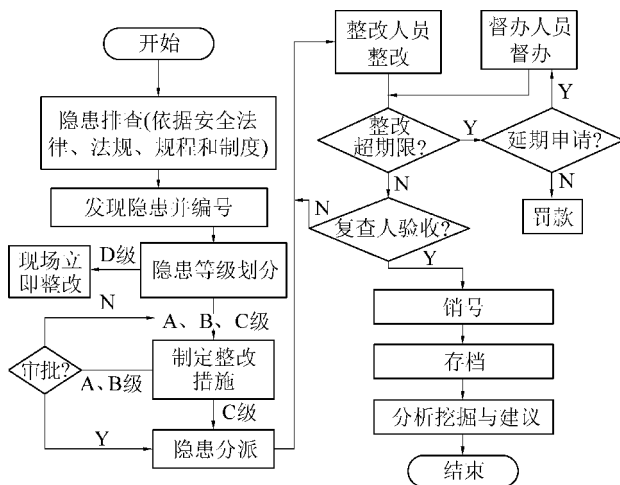 开始
隐患排查(依据安全法
律、法规、规程和制度)
发现隐患并编号
现场立
即整改
D级
隐患等级划分
N
A、B、C级
审批?
A、B级
制定整改
措施
C级
Y
隐患分派
整改人员
整改
督办人员
督办
Y
整改
超期限?
Y
延期申请?
N
N
罚款
N
复查人验收?
Y
销号
存档
分析挖掘与建议
结束